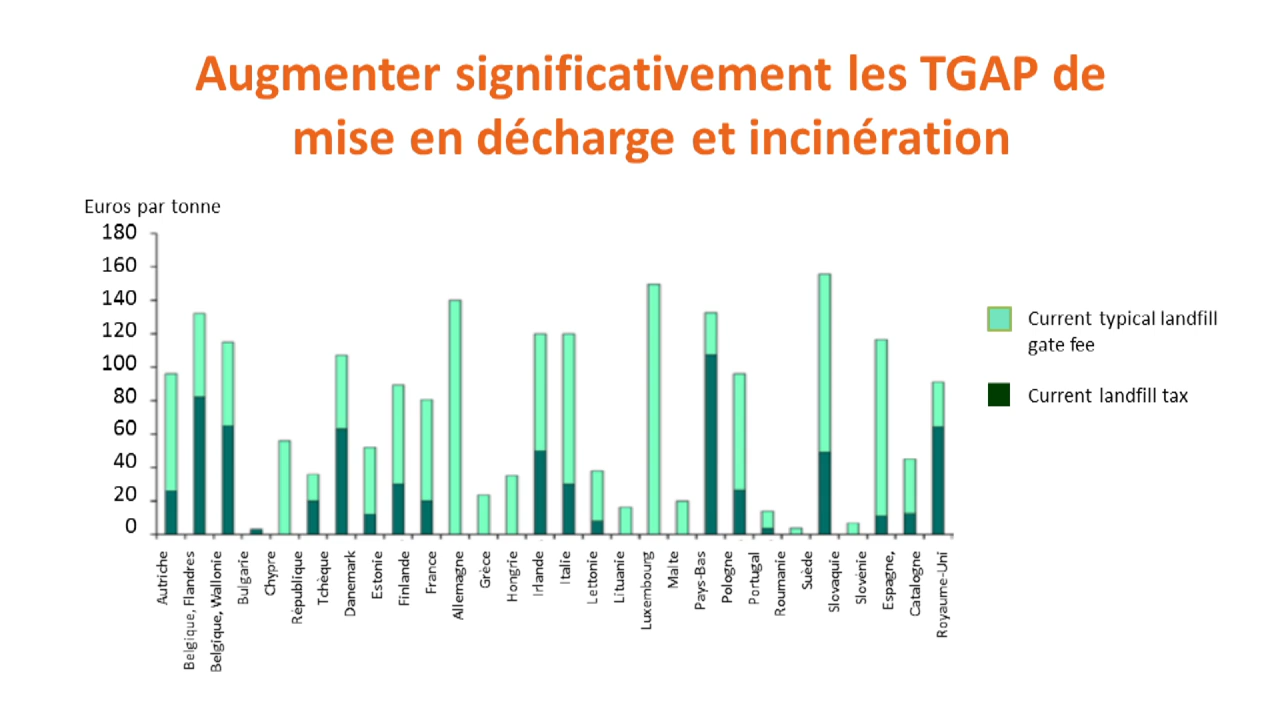 Augmenter significativement les TGAP de
mise en décharge et incinération
Euros par tonne
180
160
140
120
100
80
60
40
20
0
Current typical landfill
gate fee
Current landfill tax
Autriche
Belgique, Flandres
Belgique, Wallonie
Bulgarie
Chypre
République
Tchèque
Danemark
Estonie
Finlande
France
Allemagne
Grèce
Hongrie
Irlande
Italie
Lettonie
Lituanie
Luxembourg
Malte
Pays-Bas
Pologne
Portugal
Roumanie
Suède
Slovaquie
Slovénie
Espagne,
Catalogne
Royaume-Uni